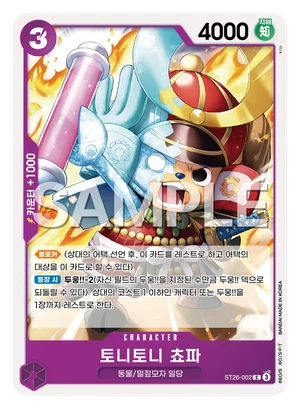 3
4000
지혜
知
카운터 +1000
SAMPLE
블로커 (상대의 어택 선언 후, 이 카드를 레스트로 하고 어택의
대상을 이 카드로 할 수 있다)
등장 시 두웅!!-2(자신 필드의 두웅!!을 지정된 수만큼 두웅!! 덱으로
되돌릴 수 있다): 상대의 코스트 1 이하인 캐릭터 또는 두웅!!을
1장까지 레스트로 한다.
CHARACTER
토니토니 쵸파
동물/밀짚모자 일당
ST26-002
BANDAI MADE IN KOREA